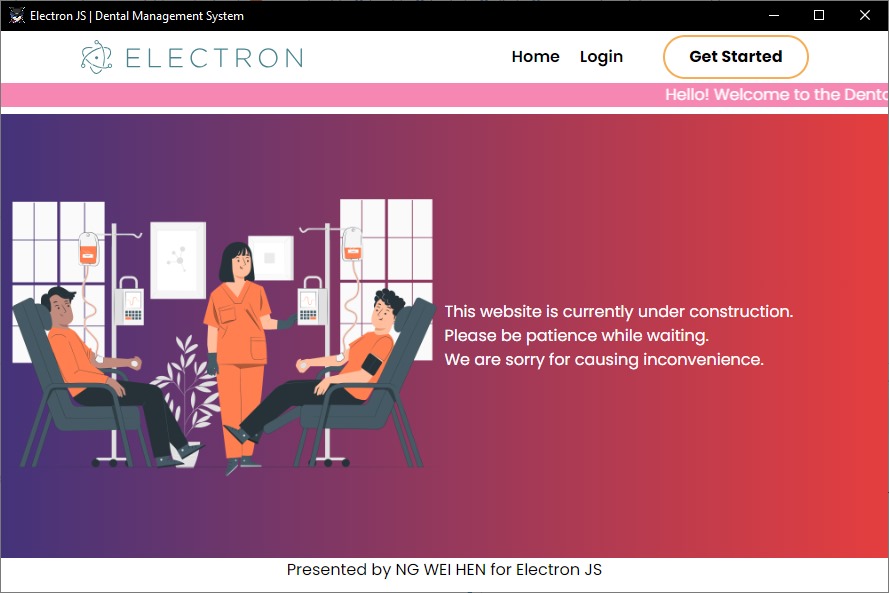 Electron JS | Dental Management System
ELECTRON
Home
Login
Get Started
Hello! Welcome to the
This website is currently under construction.
Please be patience while waiting.
We are sorry for causing inconvenience.
Presented by NG WEI HEN for Electron JS